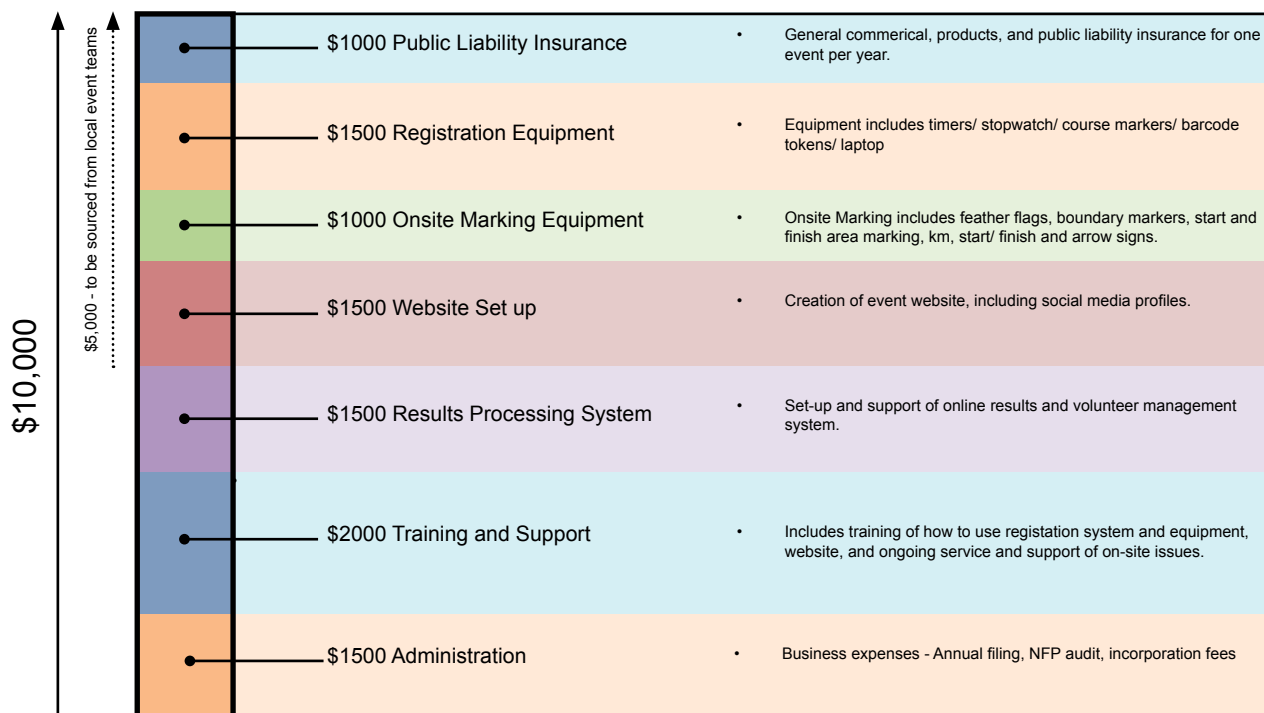 $10,000
$5,000 - to be sourced from local event teams
$1000 Public Liability Insurance
• General commerical, products, and public liability insurance for one
event per year.
$1500 Registration Equipment
• Equipment includes timers/ stopwatch/ course markers/ barcode
tokens/ laptop
$1000 Onsite Marking Equipment
• Onsite Marking includes feather flags, boundary markers, start and
finish area marking, km, start/ finish and arrow signs.
$1500 Website Set up
• Creation of event website, including social media profiles.
$1500 Results Processing System
• Set-up and support of online results and volunteer management
system.
$2000 Training and Support
• Includes training of how to use registation system and equipment,
website, and ongoing service and support of on-site issues.
$1500 Administration
• Business expenses - Annual filing, NFP audit, incorporation fees